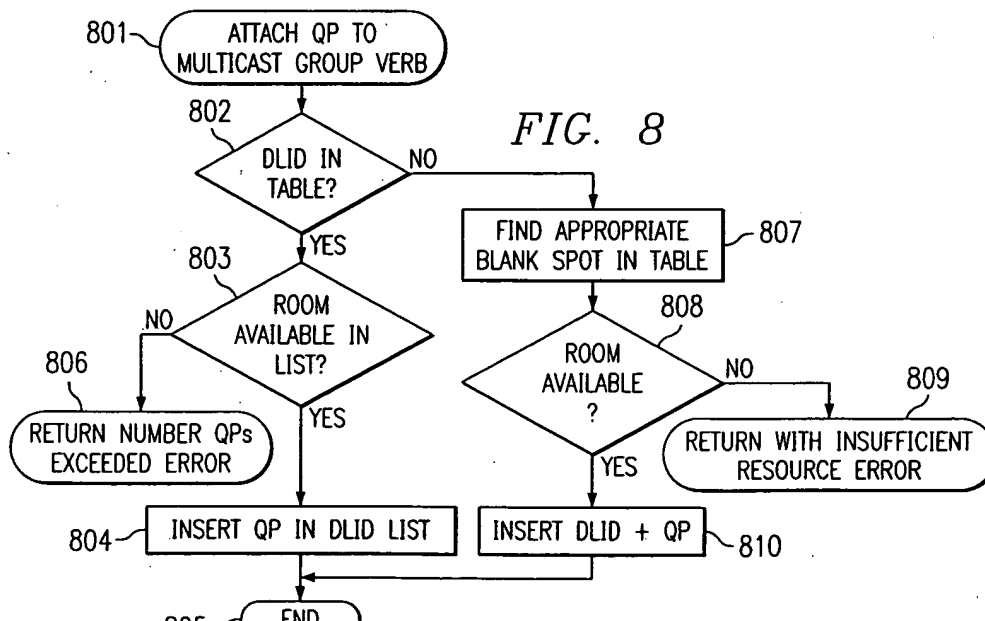 801
ATTACH QP TO
MULTICAST GROUP VERB
FIG. 8
802
DLID IN
TABLE?
NO
YES
FIND APPROPRIATE
BLANK SPOT IN TABLE
807
803
ROOM
AVAILABLE IN
LIST?
NO
YES
808
ROOM
AVAILABLE
?
NO
YES
806
RETURN NUMBER QPs
EXCEEDED ERROR
809
RETURN WITH INSUFFICIENT
RESOURCE ERROR
804
INSERT QP IN DLID LIST
INSERT DLID + QP
810
END